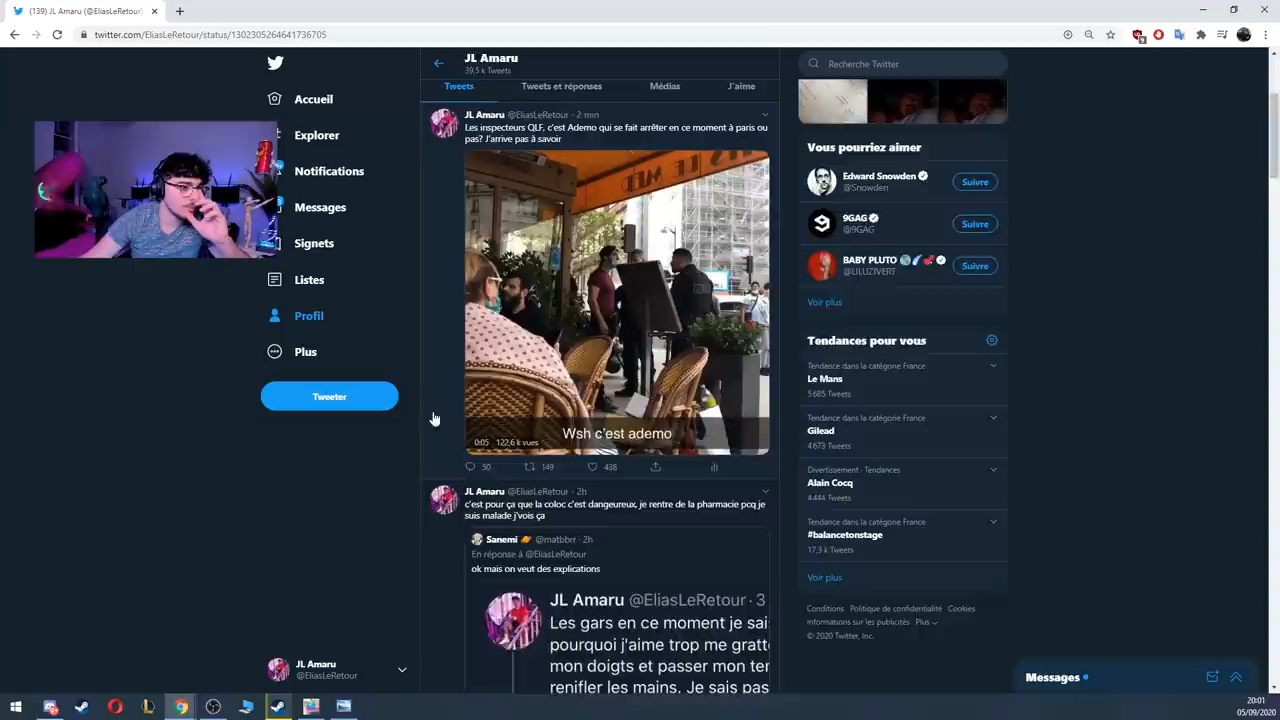 (139) JL Amaru (@EliasLeRetour)
twitter.com/EliasLeRetour/status/1302305264641736705
JL Amaru
39,5 k Tweets
Tweets
Tweets et réponses
Médias
J'aime
Accueil
Explorer
Notifications
Messages
Signets
Listes
Profil
Plus
Tweeter
JL Amaru
@EliasLeRetour
JL Amaru @EliasLeRetour · 2 min
Les inspecteurs QLF, c'est Ademo qui se fait arrêter en ce moment à paris ou
pas? J'arrive pas à savoir
Wsh c'est ademo
0:05 122,6 k vues
50
149
438
JL Amaru @EliasLeRetour · 2h
c'est pour ça que la coloc c'est dangeureux, je rentre de la pharmacie pcq je
suis malade j'vois ça
Sanemi @matbbrr · 2h
En réponse à @EliasLeRetour
ok mais on veut des explications
JL Amaru @EliasLeRetour · 3
Les gars en ce moment je sai
pourquoi j'aime trop me gratt
mon doigts et passer mon ter
renifler les mains. Je sais pas
Recherche Twitter
Vous pourriez aimer
Edward Snowden
@Snowden
Suivre
9GAG
@9GAG
Suivre
BABY PLUTO
@LILUZIVERT
Suivre
Voir plus
Tendances pour vous
Tendance dans la catégorie France
Le Mans
5 685 Tweets
Tendance dans la catégorie France
Gilead
4 673 Tweets
Divertissement · Tendances
Alain Cocq
4 444 Tweets
Tendance dans la catégorie France
#balancetonstage
17,3 k Tweets
Voir plus
Conditions Politique de confidentialité Cookies
Informations sur les publicités Plus
© 2020 Twitter, Inc.
Messages
20:01
05/09/2020